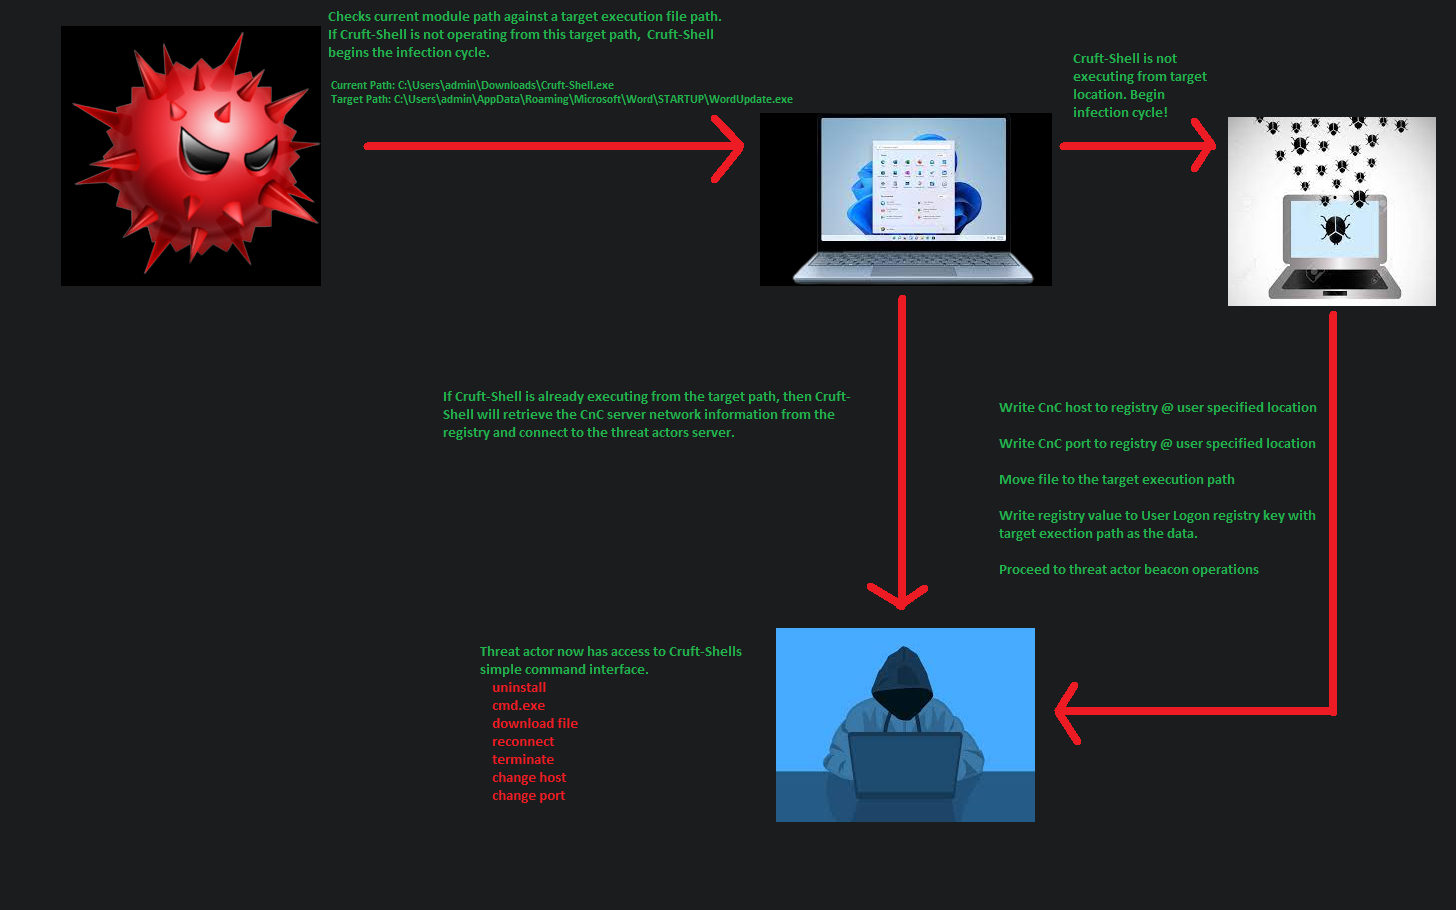 Checks current module path against a target execution file path.
If Cruft-Shell is not operating from this target path,  Cruft-Shell
begins the infection cycle.
Current Path: C:\Users\admin\Downloads\Cruft-Shell.exe
Target Path: C:\Users\admin\AppData\Roaming\Microsoft\Word\STARTUP\WordUpdate.exe
Cruft-Shell is not
executing from target
location. Begin
infection cycle!
If Cruft-Shell is already executing from the target path, then Cruft-
Shell will retrieve the CnC server network information from the
registry and connect to the threat actors server.
Write CnC host to registry @ user specified location
Write CnC port to registry @ user specified location
Move file to the target execution path
Write registry value to User Logon registry key with
target exection path as the data.
Proceed to threat actor beacon operations
Threat actor now has access to Cruft-Shells
simple command interface.
uninstall
cmd.exe
download file
reconnect
terminate
change host
change port